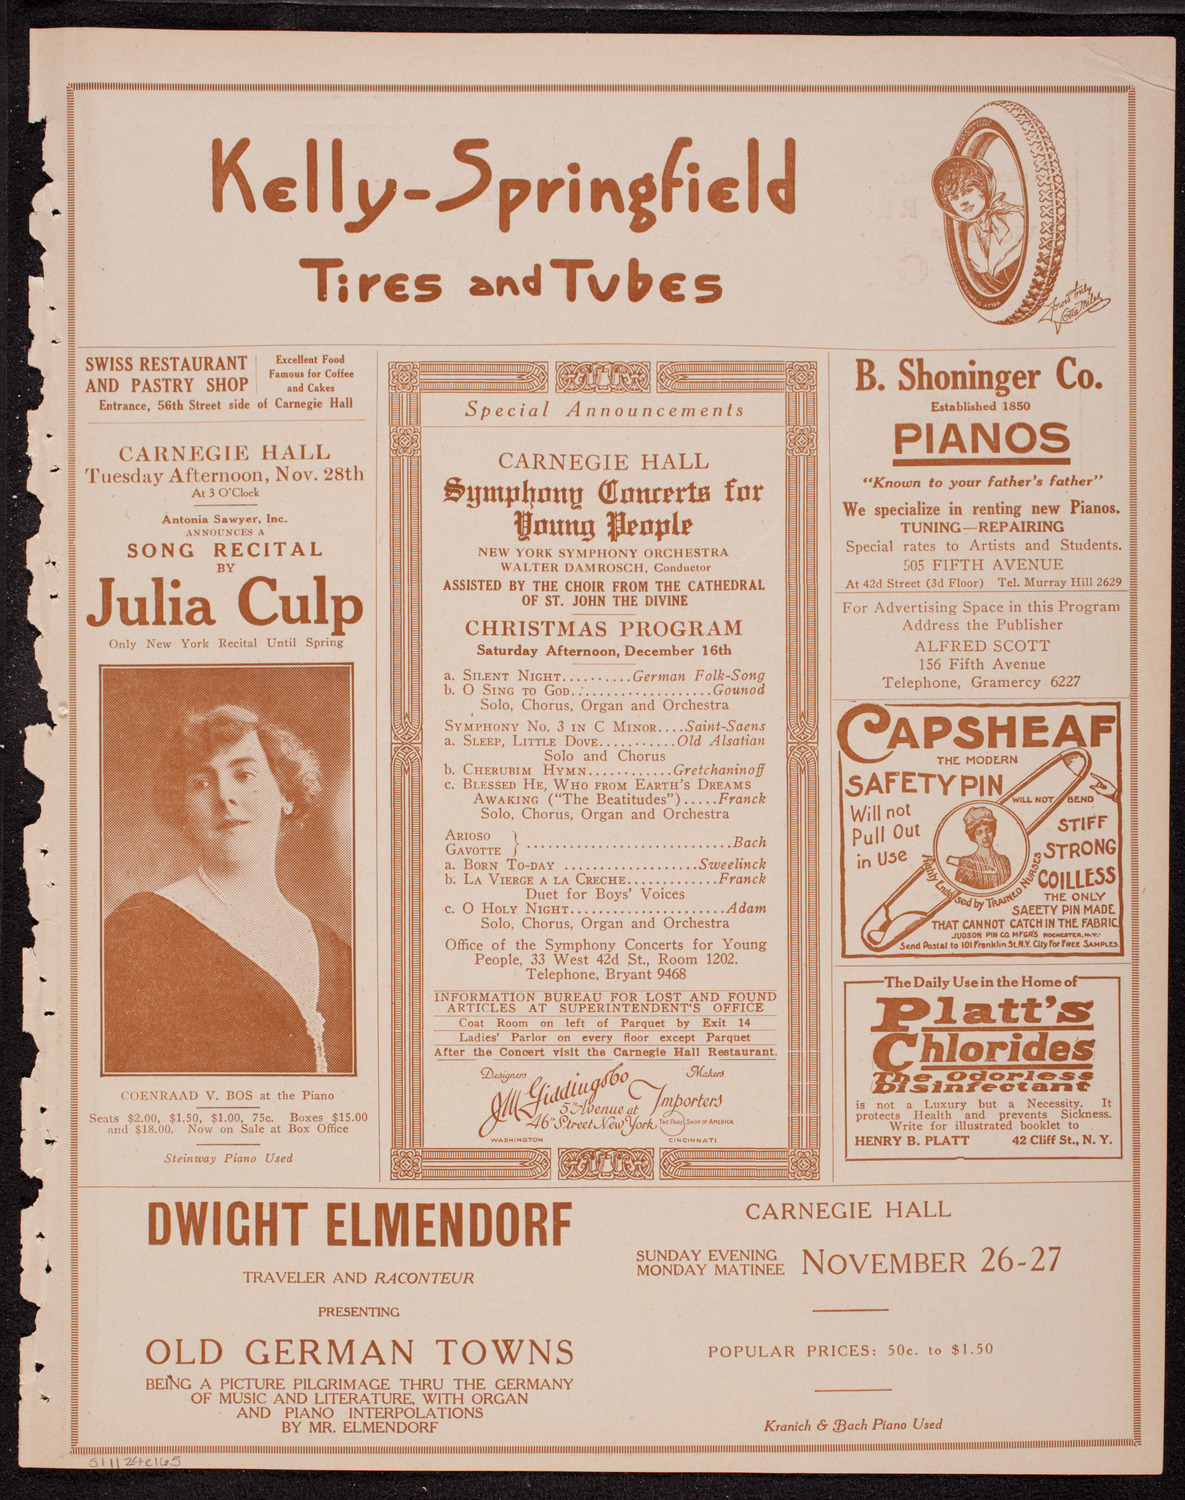 Kelly-Springfield
Tires and Tubes
Yours truly
Lotta Miles
SWISS RESTAURANT
AND PASTRY SHOP
Excellent Food
Famous for Coffee
and Cakes
Entrance, 56th Street side of Carnegie Hall
CARNEGIE HALL
Tuesday Afternoon, Nov. 28th
At 3 O'Clock
Antonia Sawyer, Inc.
ANNOUNCES A
SONG RECITAL
BY
Julia Culp
Only New York Recital Until Spring
COENRAAD V. BOS at the Piano
Seats $2.00, $1.50, $1.00, 75c. Boxes $15.00
and $18.00. Now on Sale at Box Office
Steinway Piano Used
Special Announcements
CARNEGIE HALL
Symphony Concerts for
Young People
NEW YORK SYMPHONY ORCHESTRA
WALTER DAMROSCH, Conductor
ASSISTED BY THE CHOIR FROM THE CATHEDRAL
OF ST. JOHN THE DIVINE
CHRISTMAS PROGRAM
Saturday Afternoon, December 16th
a. SILENT NIGHT..........German Folk-Song
b. O SING TO GOD...................Gounod
Solo, Chorus, Organ and Orchestra
SYMPHONY NO. 3 IN C MINOR....Saint-Saens
a. SLEEP, LITTLE DOVE...........Old Alsatian
Solo and Chorus
b. CHERUBIM HYMN............Gretchaninoff
c. BLESSED HE, WHO FROM EARTH'S DREAMS
AWAKING ("The Beatitudes").....Franck
Solo, Chorus, Organ and Orchestra
ARIOSO
GAVOTTE } ............................Bach
a. BORN TO-DAY ..................Sweelinck
b. LA VIERGE A LA CRECHE.............Franck
Duet for Boys' Voices
c. O HOLY NIGHT.......................Adam
Solo, Chorus, Organ and Orchestra
Office of the Symphony Concerts for Young
People, 33 West 42d St., Room 1202.
Telephone, Bryant 9468
INFORMATION BUREAU FOR LOST AND FOUND
ARTICLES AT SUPERINTENDENT'S OFFICE
Coat Room on left of Parquet by Exit 14
Ladies' Parlor on every floor except Parquet
After the Concert visit the Carnegie Hall Restaurant.
Designers Makers
J.M. Giddings & Co Importers
5th Avenue at
46th Street New York THE PARIS SHOP OF AMERICA
WASHINGTON CINCINNATI
B. Shoninger Co.
Established 1850
PIANOS
"Known to your father's father"
We specialize in renting new Pianos.
TUNING—REPAIRING
Special rates to Artists and Students.
505 FIFTH AVENUE
At 42d Street (3d Floor) Tel. Murray Hill 2629
For Advertising Space in this Program
Address the Publisher
ALFRED SCOTT
156 Fifth Avenue
Telephone, Gramercy 6227
CAPSHEAF
THE MODERN
SAFETY PIN
WILL NOT BEND
Will not
Pull Out
in Use
STIFF
STRONG
COILLESS
Highly Endorsed by TRAINED NURSES
THE ONLY
SAFETY PIN MADE
THAT CANNOT CATCH IN THE FABRIC.
JUDSON PIN CO. MFGRS ROCHESTER, N.Y.
Send Postal to 101 Franklin St. N.Y. City for FREE SAMPLES
The Daily Use in the Home of
Platt's
Chlorides
The Odorless
Disinfectant
is not a Luxury but a Necessity. It
protects Health and prevents Sickness.
Write for illustrated booklet to
HENRY B. PLATT 42 Cliff St., N. Y.
DWIGHT ELMENDORF
TRAVELER AND RACONTEUR
PRESENTING
OLD GERMAN TOWNS
BEING A PICTURE PILGRIMAGE THRU THE GERMANY
OF MUSIC AND LITERATURE, WITH ORGAN
AND PIANO INTERPOLATIONS
BY MR. ELMENDORF
CARNEGIE HALL
SUNDAY EVENING
MONDAY MATINEE NOVEMBER 26-27
POPULAR PRICES: 50c. to $1.50
Kranich & Bach Piano Used